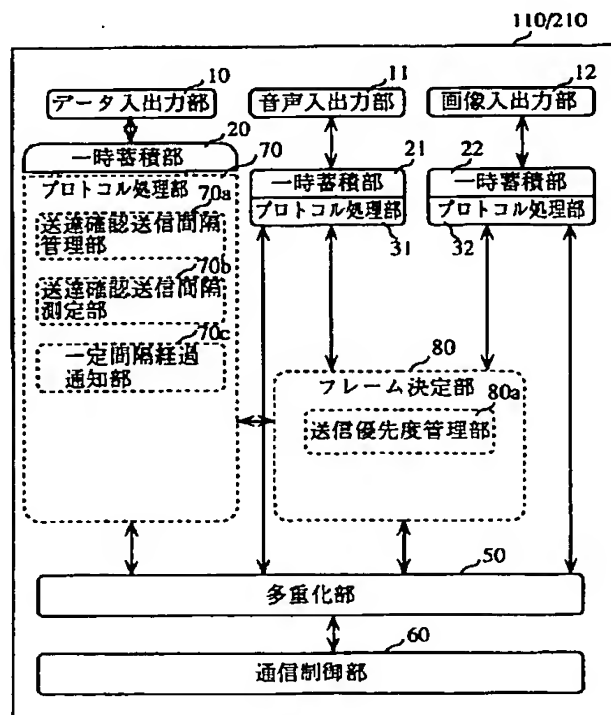 110/210
10
11
12
データ入出力部
音声入出力部
画像入出力部
20
一時蓄積部
70
プロトコル処理部
70a
送達確認送信間隔
管理部
70b
送達確認送信間隔
測定部
70c
一定間隔経過
通知部
21
一時蓄積部
プロトコル処理部
31
22
一時蓄積部
プロトコル処理部
32
80
フレーム決定部
80a
送信優先度管理部
50
多重化部
60
通信制御部